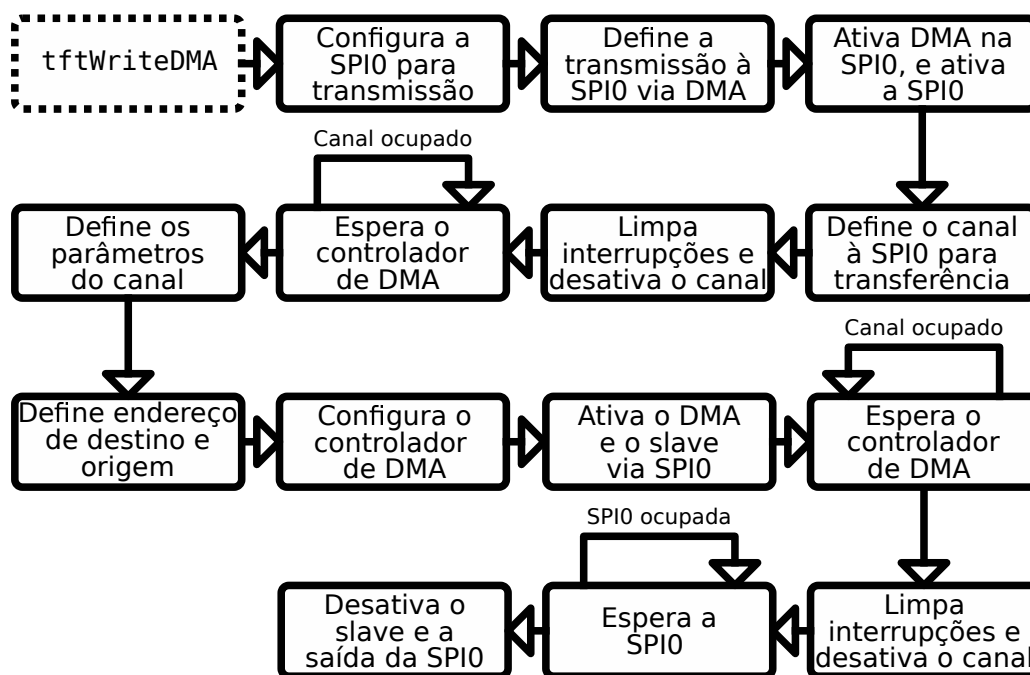 tftWriteDMA
Configura a
SPI0 para
transmissão
Define a
transmissão à
SPI0 via DMA
Ativa DMA na
SPI0, e ativa
a SPI0
Canal ocupado
Define o canal
à SPI0 para
transferência
Limpa
interrupções e
desativa o canal
Espera o
controlador
de DMA
Define os
parâmetros
do canal
Canal ocupado
Define endereço
de destino e
origem
Configura o
controlador
de DMA
Ativa o DMA
e o slave
via SPI0
Espera o
controlador
de DMA
SPI0 ocupada
Limpa
interrupções e
desativa o canal
Espera a
SPI0
Desativa o
slave e a
saída da SPI0